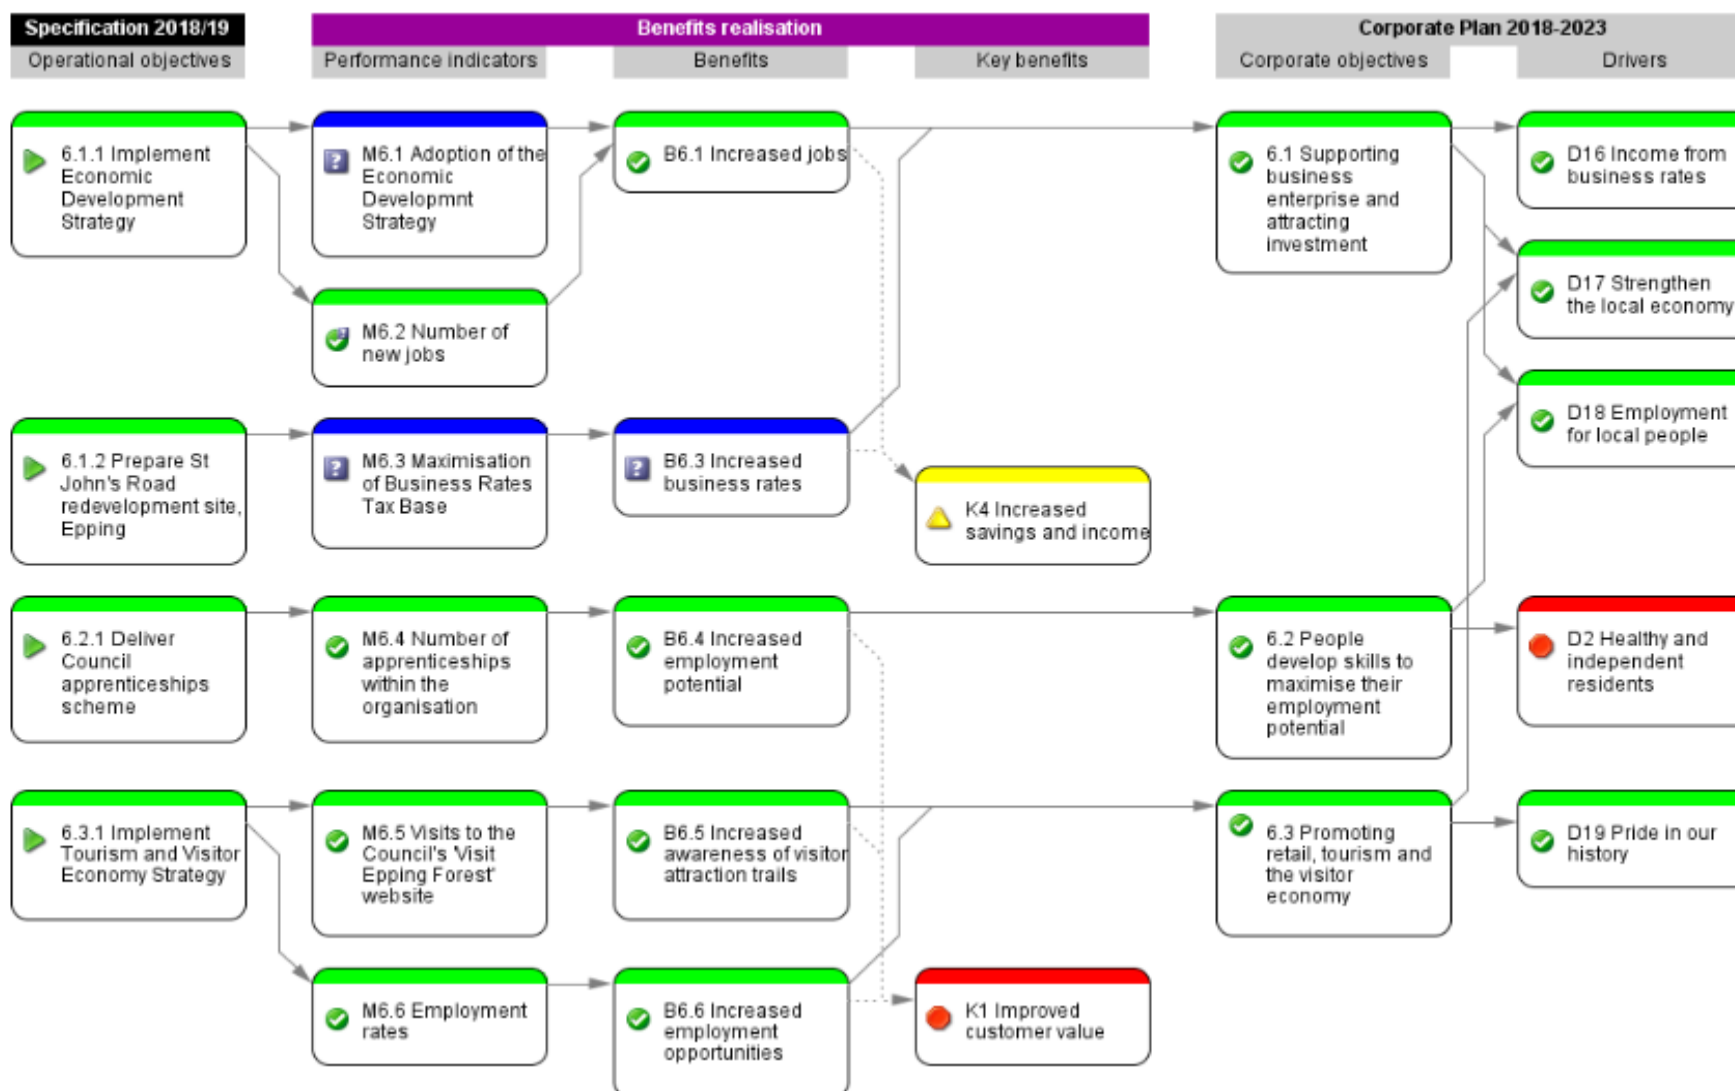 Specification 2018/19
Benefits realisation
Corporate Plan 2018-2023
Operational objectives
Performance indicators
Benefits
Key benefits
Corporate objectives
Drivers
6.1.1 Implement
Economic
Development
Strategy
M6.1 Adoption of the
Economic
Developmnt
Strategy
B6.1 Increased jobs
6.1 Supporting
business
enterprise and
attracting
investment
D16 Income from
business rates
D17 Strengthen
the local economy
M6.2 Number of
new jobs
D18 Employment
for local people
6.1.2 Prepare St
John's Road
redevelopment site,
Epping
M6.3 Maximisation
of Business Rates
Tax Base
B6.3 Increased
business rates
K4 Increased
savings and income
6.2.1 Deliver
Council
apprenticeships
scheme
M6.4 Number of
apprenticeships
within the
organisation
B6.4 Increased
employment
potential
6.2 People
develop skills to
maximise their
employment
potential
D2 Healthy and
independent
residents
6.3.1 Implement
Tourism and Visitor
Economy Strategy
M6.5 Visits to the
Council's 'Visit
Epping Forest'
website
B6.5 Increased
awareness of visitor
attraction trails
6.3 Promoting
retail, tourism and
the visitor
economy
D19 Pride in our
history
M6.6 Employment
rates
B6.6 Increased
employment
opportunities
K1 Improved
customer value